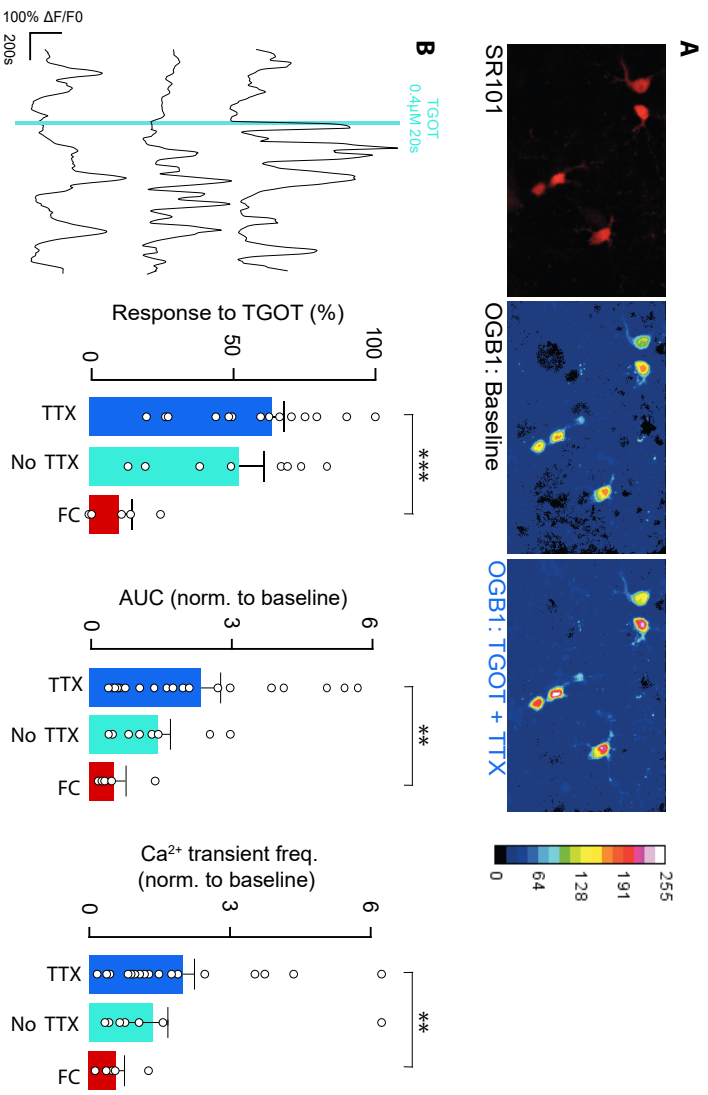 A
SR101
OGB1: Baseline
OGB1: TGOT + TTX
0
64
128
191
255
B
100% ΔF/F0
200s
TGOT
0.4µM 20s
Response to TGOT (%)
0
50
100
TTX
No TTX
FC
***
AUC (norm. to baseline)
0
3
6
TTX
No TTX
FC
**
Ca²⁺ transient freq.
(norm. to baseline)
0
3
6
TTX
No TTX
FC
**